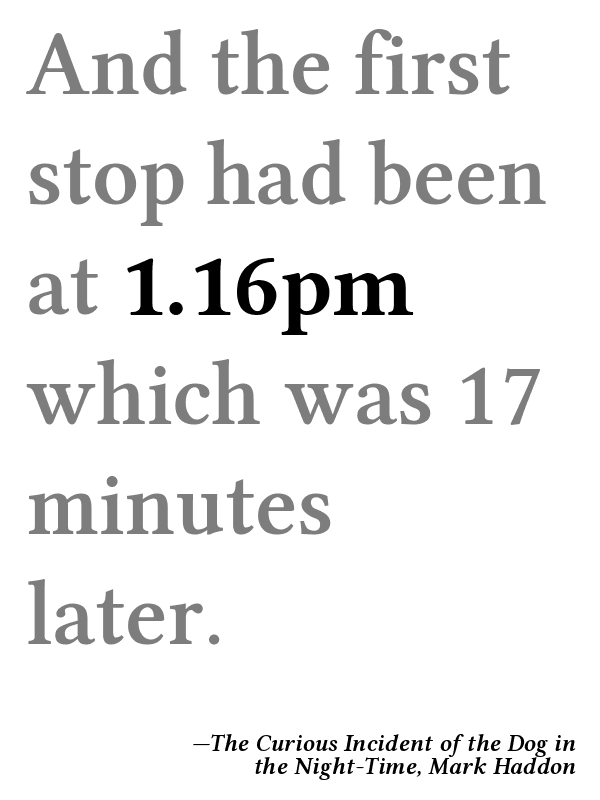 And the first
stop had been
at 1.16pm
which was 17
minutes
later.
—The Curious Incident of the Dog in
the Night-Time, Mark Haddon